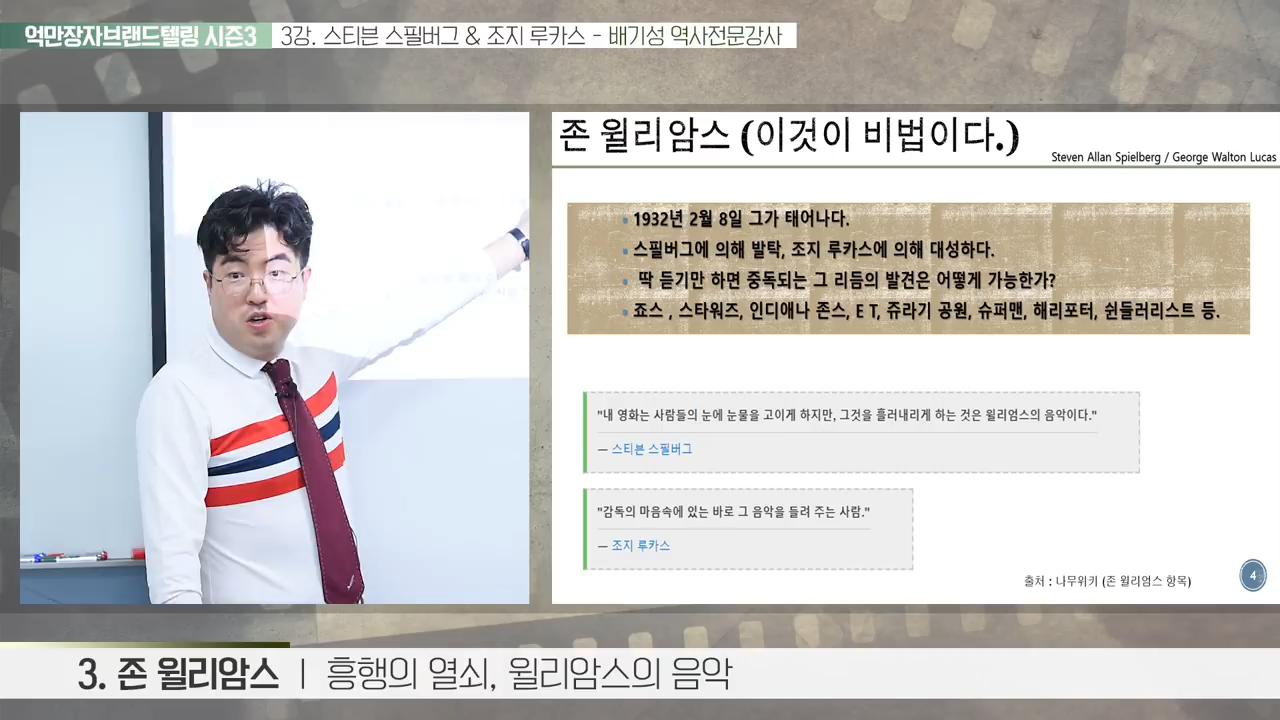 억만장자브랜드텔링 시즌3 3강. 스티븐 스필버그 & 조지 루카스 - 배기성 역사전문강사
존 윌리암스 (이것이 비법이다.)
Steven Allan Spielberg / George Walton Lucas
1932년 2월 8일 그가 태어나다.
스필버그에 의해 발탁, 조지 루카스에 의해 대성하다.
딱 듣기만 하면 중독되는 그 리듬의 발견은 어떻게 가능한가?
죠스 , 스타워즈, 인디애나 존스, E T, 쥬라기 공원, 슈퍼맨, 해리포터, 쉰들러리스트 등.
"내 영화는 사람들의 눈에 눈물을 고이게 하지만, 그것을 흘러내리게 하는 것은 윌리엄스의 음악이다."
― 스티븐 스필버그
"감독의 마음속에 있는 바로 그 음악을 들려 주는 사람."
― 조지 루카스
출처 : 나무위키 (존 윌리엄스 항목)
4
3. 존 윌리암스 | 흥행의 열쇠, 윌리암스의 음악